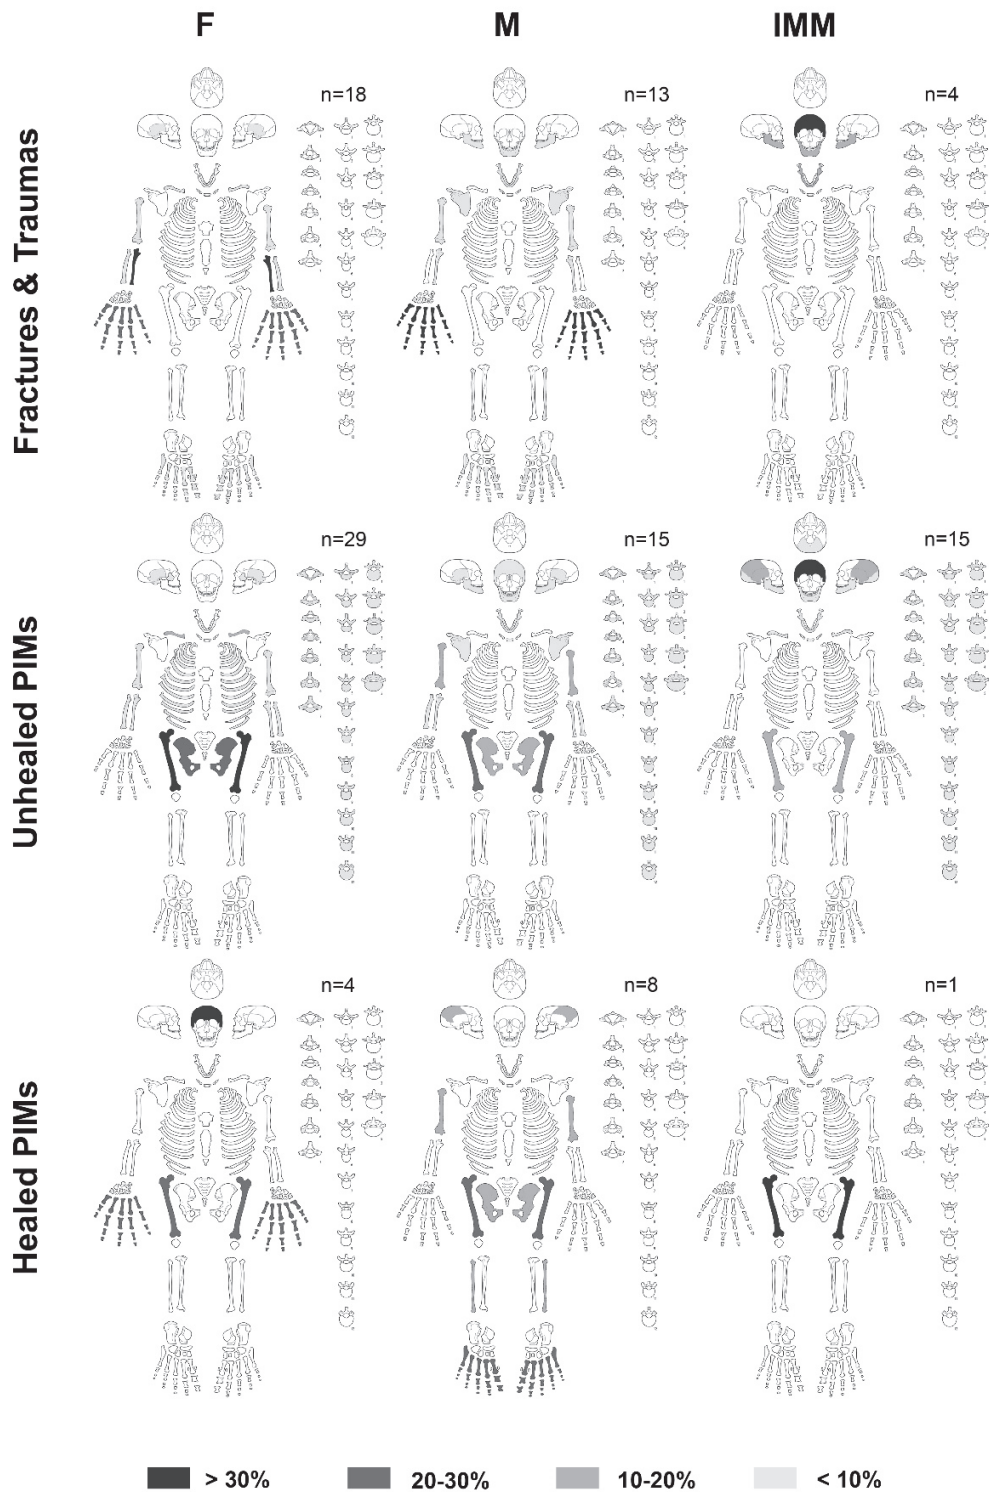 F M IMM
Fractures & Traumas
n=18 n=13 n=4
Unhealed PIMs
n=29 n=15 n=15
Healed PIMs
n=4 n=8 n=1
> 30% 20-30% 10-20% < 10%